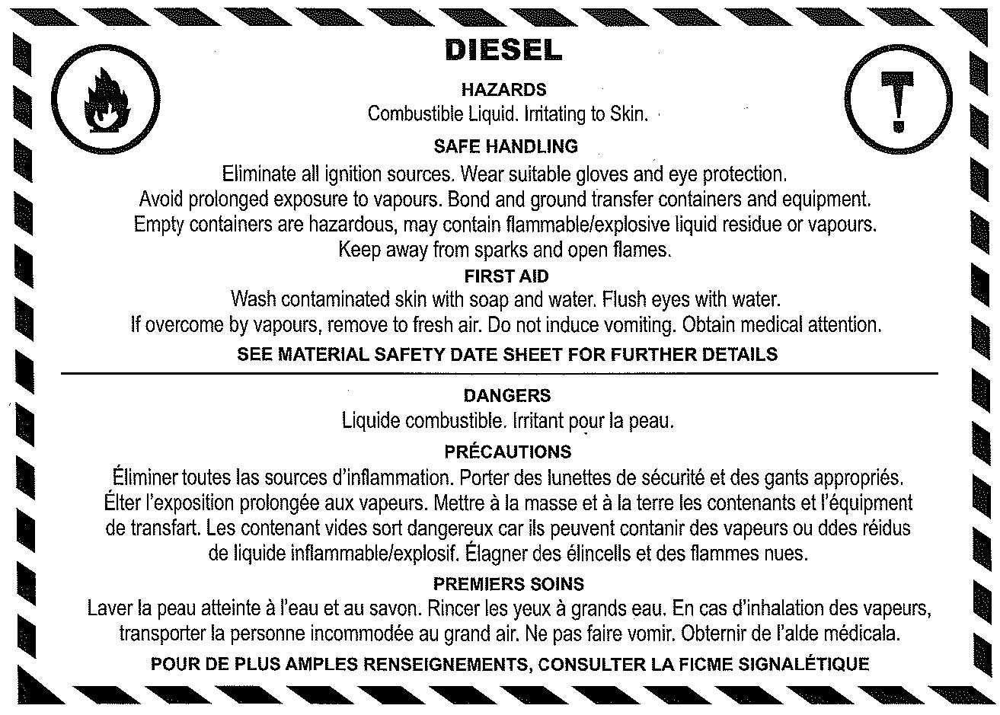 DIESEL
HAZARDS
Combustible Liquid. Irritating to Skin.
SAFE HANDLING
Eliminate all ignition sources. Wear suitable gloves and eye protection.
Avoid prolonged exposure to vapours. Bond and ground transfer containers and equipment.
Empty containers are hazardous, may contain flammable/explosive liquid residue or vapours.
Keep away from sparks and open flames.
FIRST AID
Wash contaminated skin with soap and water. Flush eyes with water.
If overcome by vapours, remove to fresh air. Do not induce vomiting. Obtain medical attention.
SEE MATERIAL SAFETY DATE SHEET FOR FURTHER DETAILS
DANGERS
Liquide combustible. Irritant pour la peau.
PRÉCAUTIONS
Éliminer toutes las sources d'inflammation. Porter des lunettes de sécurité et des gants appropriés.
Élter l'exposition prolongée aux vapeurs. Mettre à la masse et à la terre les contenants et l'équipment
de transfart. Les contenant vides sort dangereux car ils peuvent contanir des vapeurs ou ddes réidus
de liquide inflammable/explosif. Élagner des élincells et des flammes nues.
PREMIERS SOINS
Laver la peau atteinte à l'eau et au savon. Rincer les yeux à grands eau. En cas d'inhalation des vapeurs,
transporter la personne incommodée au grand air. Ne pas faire vomir. Obternir de l'alde médicala.
POUR DE PLUS AMPLES RENSEIGNEMENTS, CONSULTER LA FICME SIGNALÉTIQUE